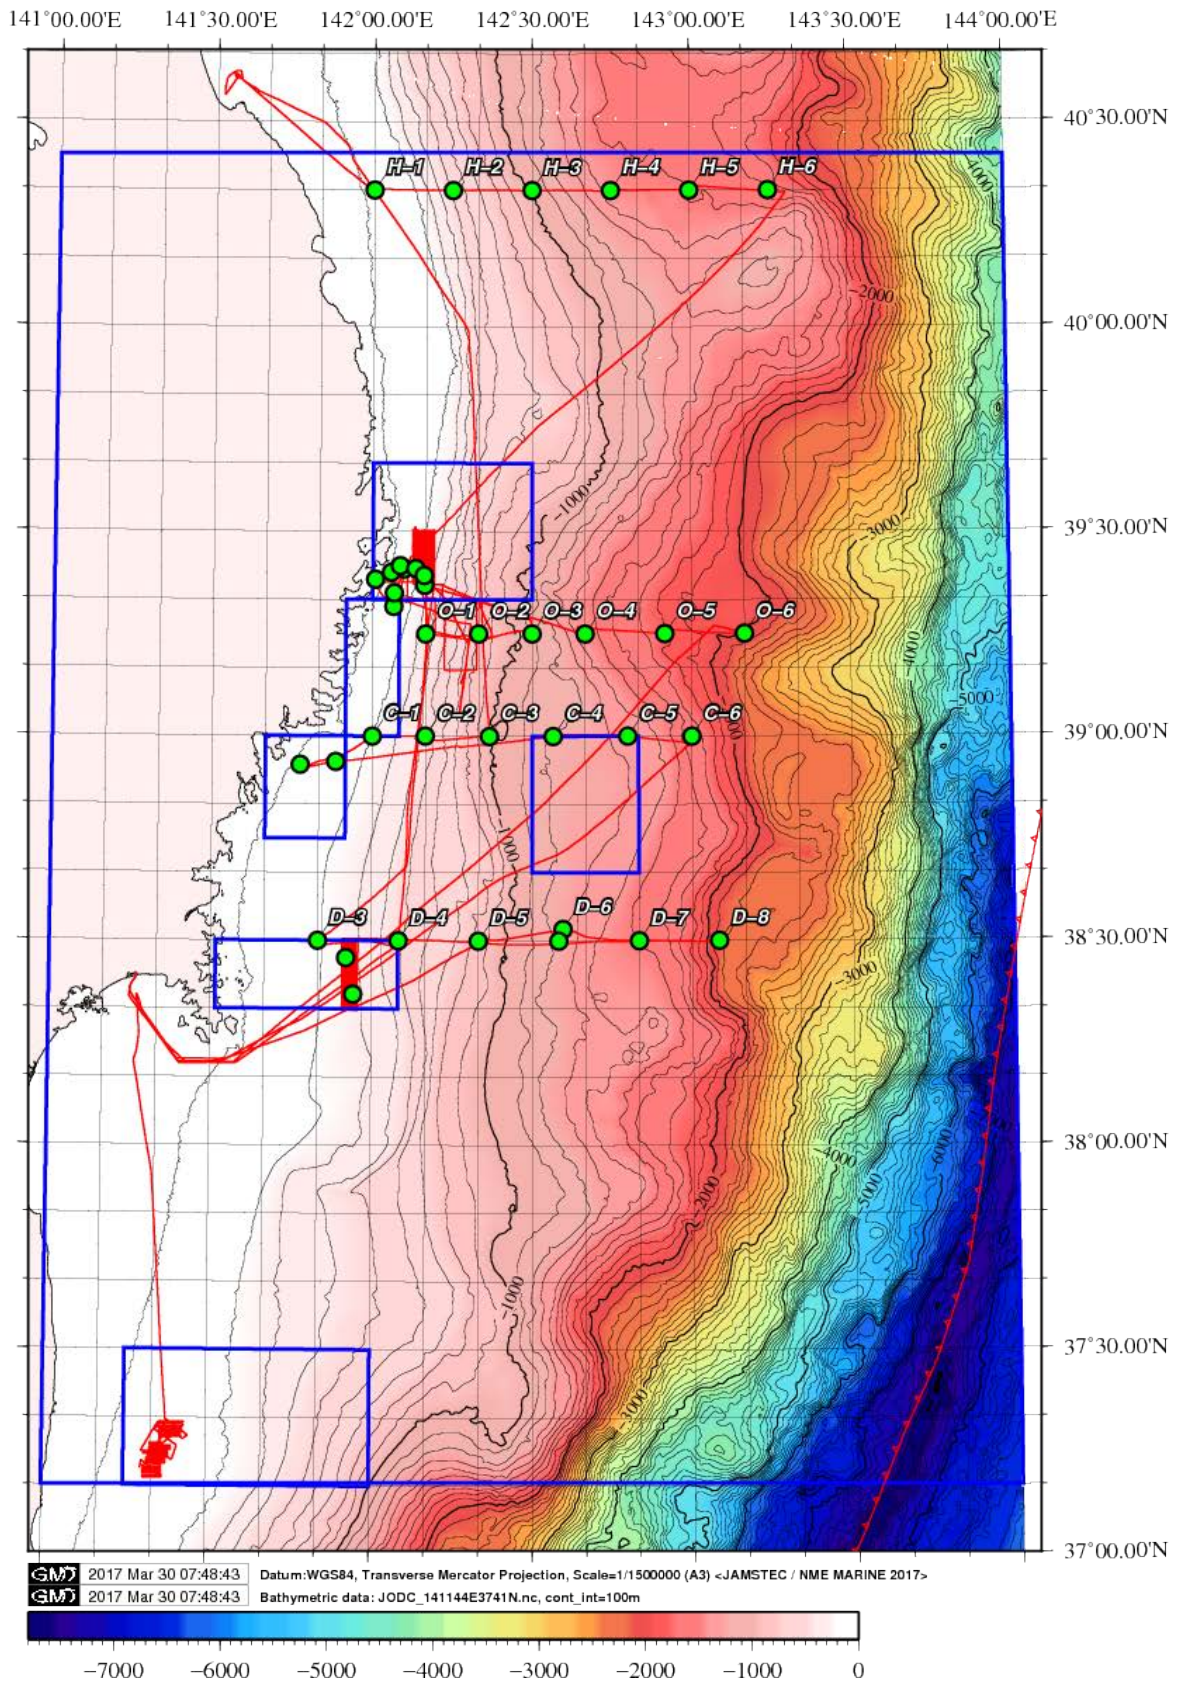 141°00.00'E 141°30.00'E 142°00.00'E 142°30.00'E 143°00.00'E 143°30.00'E 144°00.00'E
40°30.00'N
-4000
H-1 H-2 H-3 H-4 H-5 H-6
-2000
40°00.00'N
-1000
39°30.00'N
-3000
O-1 O-2 O-3 O-4 O-5 O-6
-4000
-5000
C-1 C-2 C-3 C-4 C-5 C-6
39°00.00'N
-1000
D-3 D-4 D-5 D-6 D-7 D-8
38°30.00'N
-3000
38°00.00'N
-4000
-6000
-5000
-2000
-1000
37°30.00'N
-3000
37°00.00'N
GMT 2017 Mar 30 07:48:43 Datum:WGS84, Transverse Mercator Projection, Scale=1/1500000 (A3) <JAMSTEC / NME MARINE 2017>
GMT 2017 Mar 30 07:48:43 Bathymetric data: JODC_141144E3741N.nc, cont_int=100m
-7000 -6000 -5000 -4000 -3000 -2000 -1000 0